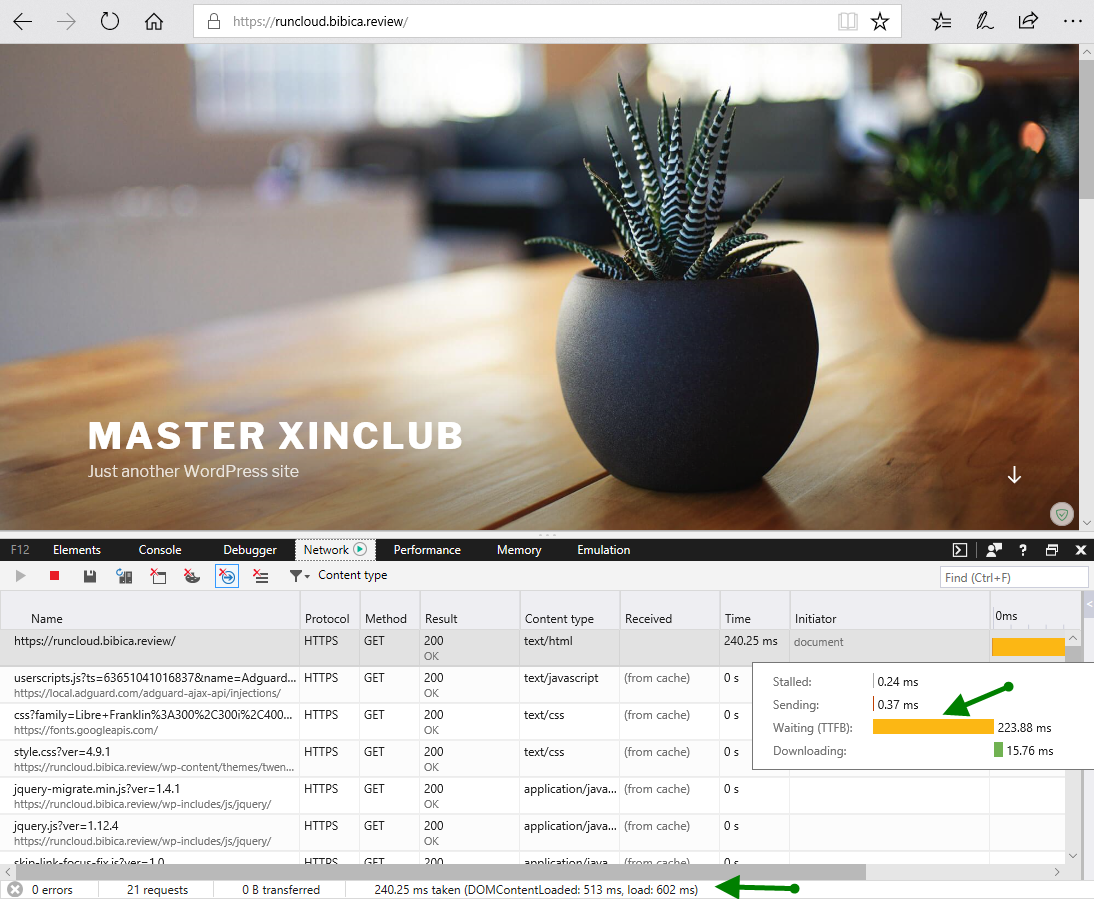 https://runcloud.bibica.review/
MASTER XINCLUB
Just another WordPress site
F12 Elements Console Debugger Network Performance Memory Emulation ?
Content type
Find (Ctrl+F)
Name Protocol Method Result Content type Received Time Initiator 0ms
https://runcloud.bibica.review/ HTTPS GET 200 text/html 240.25 ms document
OK
userscripts.js?ts=63651041016837&name=Adguard... HTTPS GET 200 text/javascript (from cache) 0 s
https://local.adguard.com/adguard-ajax-api/injections/ OK
css?family=Libre+Franklin%3A300%2C300i%2C400... HTTPS GET 200 text/css (from cache) 0 s
https://fonts.googleapis.com/ OK
style.css?ver=4.9.1 HTTPS GET 200 text/css (from cache) 0 s
https://runcloud.bibica.review/wp-content/themes/twen... OK
jquery-migrate.min.js?ver=1.4.1 HTTPS GET 200 application/java... (from cache) 0 s
https://runcloud.bibica.review/wp-includes/js/jquery/ OK
jquery.js?ver=1.12.4 HTTPS GET 200 application/java... (from cache) 0 s
https://runcloud.bibica.review/wp-includes/js/jquery/ OK
skip-link-focus-fix.js?ver=1.0 HTTPS GET 200 application/java... (from cache) 0 s
Stalled: 0.24 ms
Sending: 0.37 ms
Waiting (TTFB): 223.88 ms
Downloading: 15.76 ms
0 errors 21 requests 0 B transferred 240.25 ms taken (DOMContentLoaded: 513 ms, load: 602 ms)